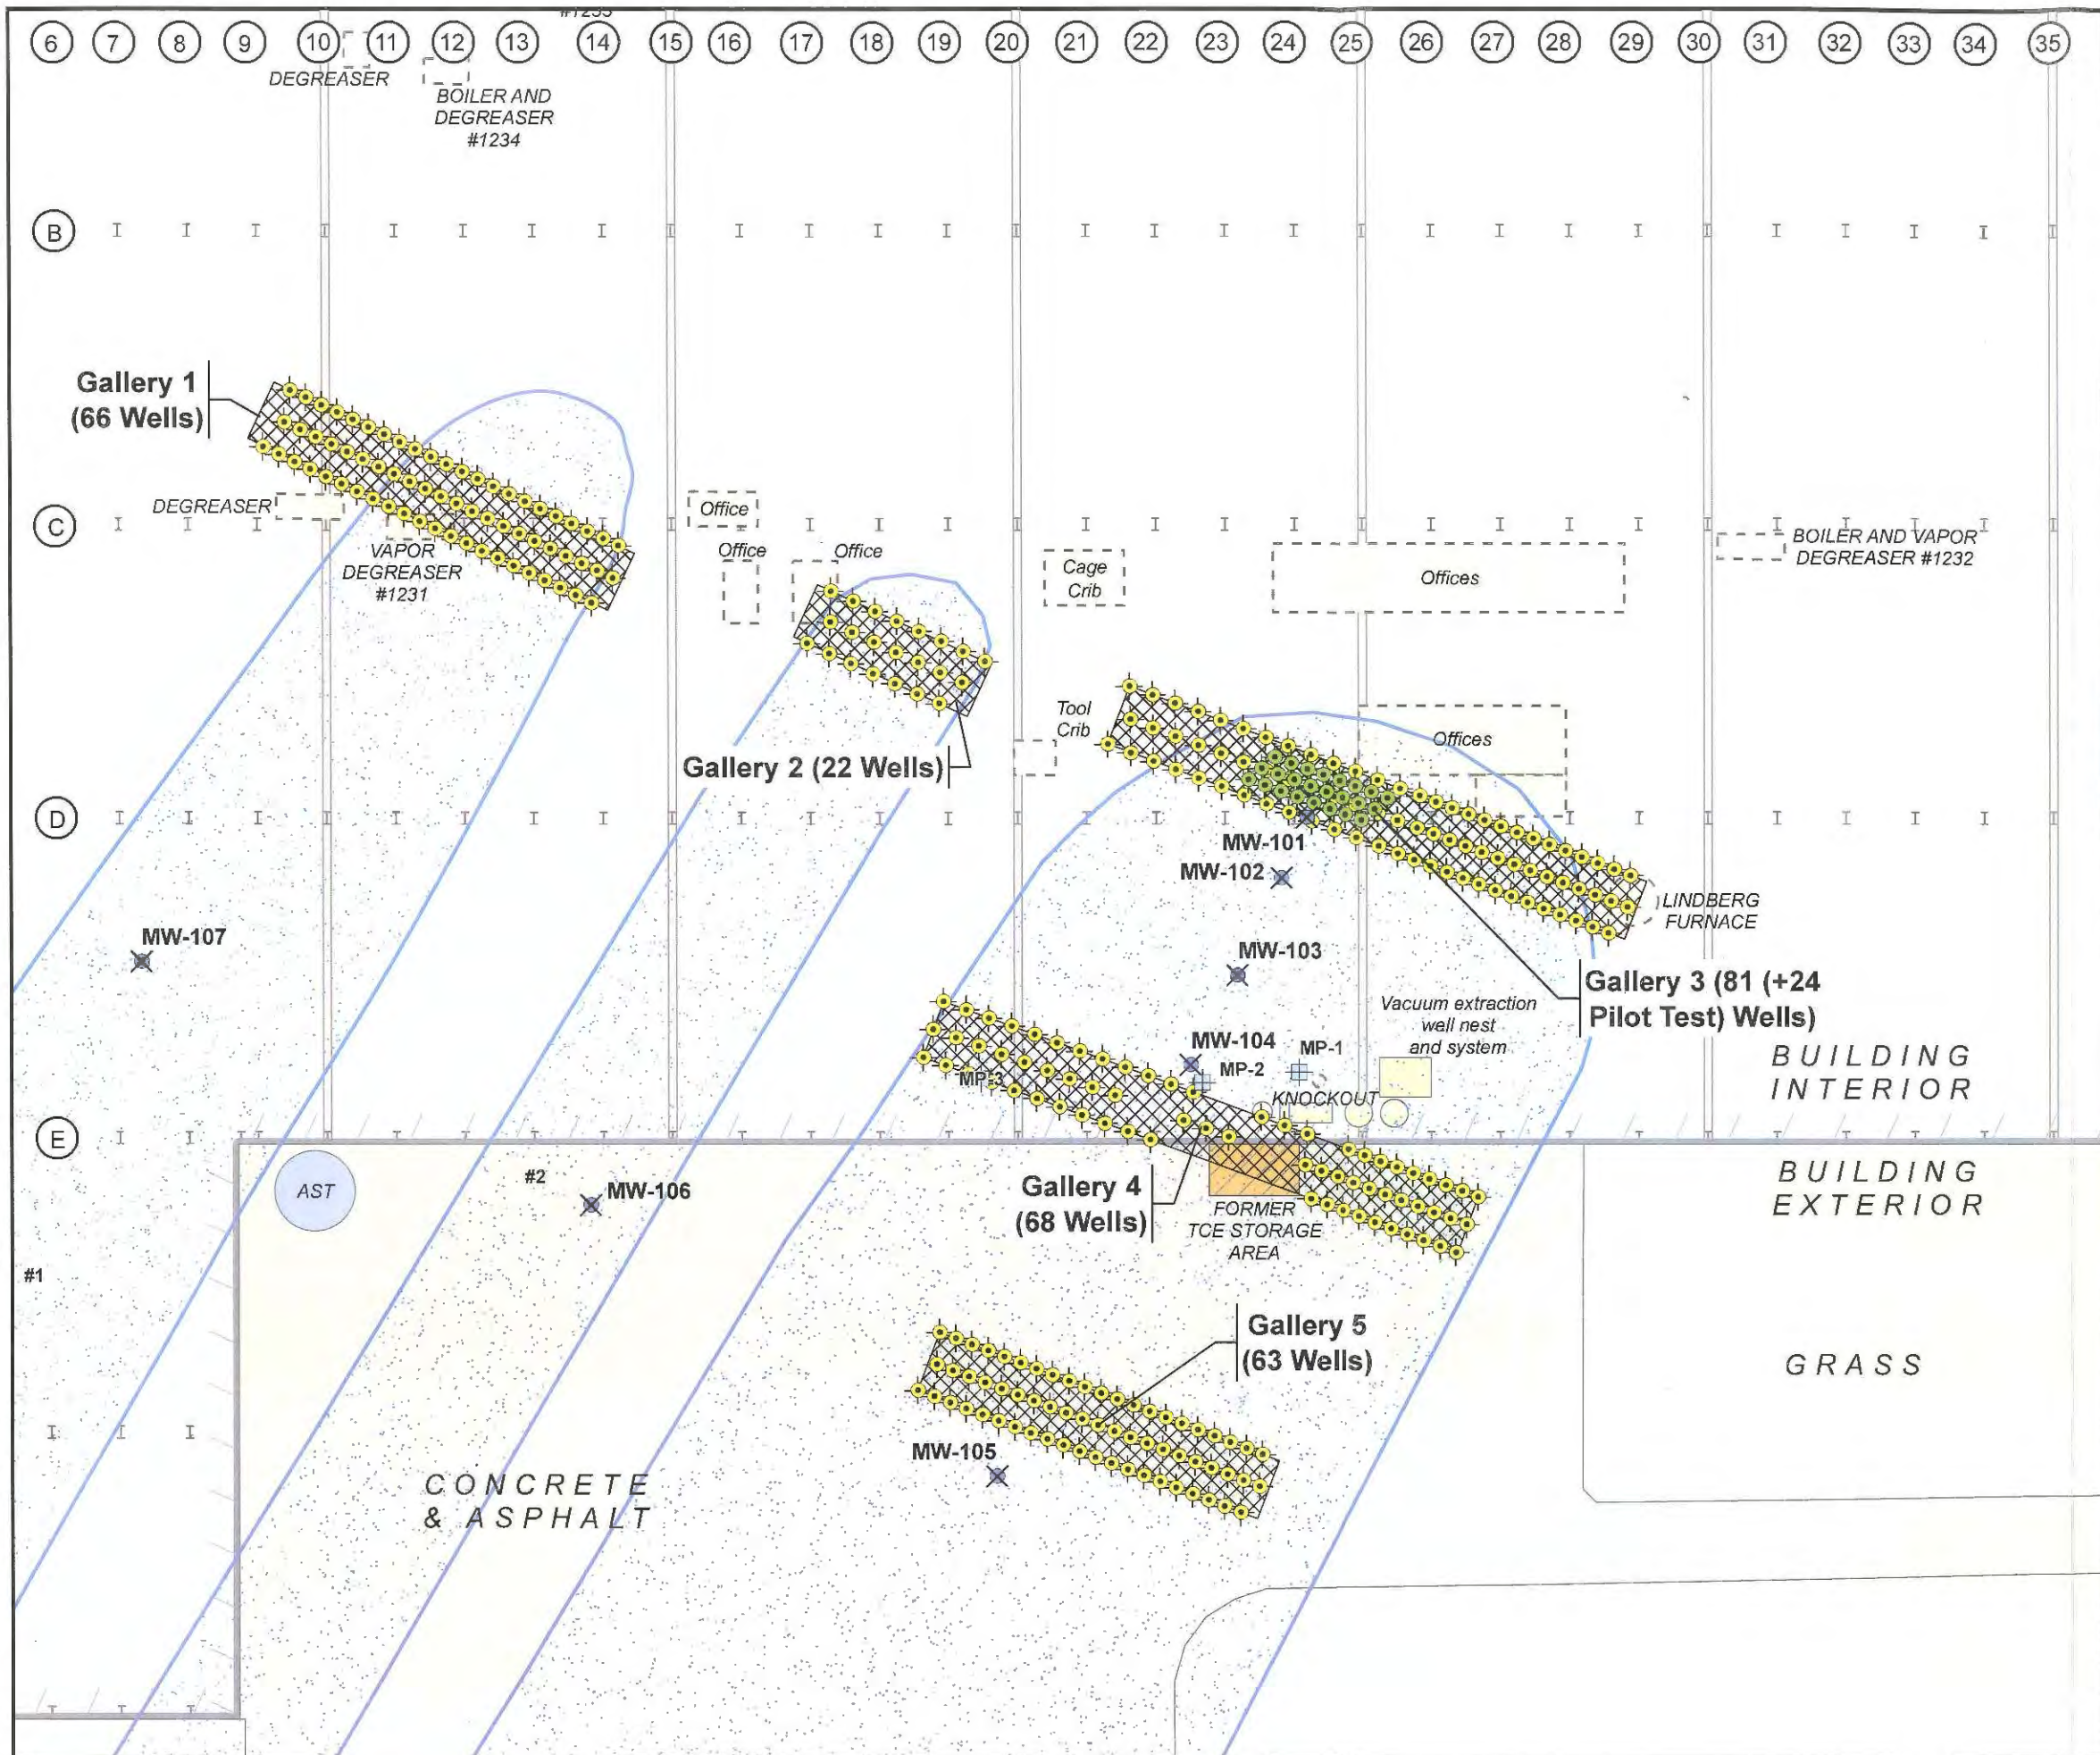 #1233
6 7 8 9 10 11 12 13 14 15 16 17 18 19 20 21 22 23 24 25 26 27 28 29 30 31 32 33 34 35
DEGREASER
BOILER AND
DEGREASER
#1234
B
Gallery 1
(66 Wells)
DEGREASER
C
VAPOR
DEGREASER
#1231
Office
Office
Office
Cage
Crib
Offices
BOILER AND VAPOR
DEGREASER #1232
Tool
Crib
Offices
Gallery 2 (22 Wells)
D
MW-101
MW-102
LINDBERG
FURNACE
MW-107
MW-103
Gallery 3 (81 (+24
Pilot Test) Wells)
Vacuum extraction
wall nest
and system
MW-104
MP-1
MP-2
MP-3
KNOCKOUT
BUILDING
INTERIOR
E
AST
#2
MW-106
Gallery 4
(68 Wells)
FORMER
TCE STORAGE
AREA
BUILDING
EXTERIOR
#1
Gallery 5
(63 Wells)
GRASS
MW-105
CONCRETE
& ASPHALT